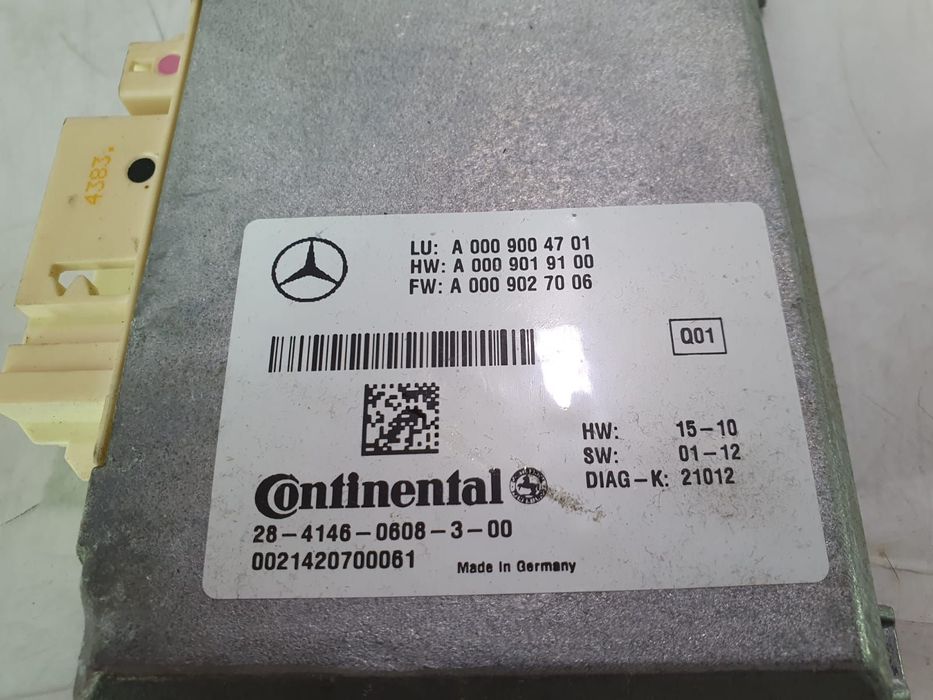 4383.
LU: A 000 900 47 01
HW: A 000 901 91 00
FW: A 000 902 70 06
Q01
HW: 15-10
SW: 01-12
DIAG-K: 21012
Continental
28-4146-0608-3-00
0021420700061
Made in Germany